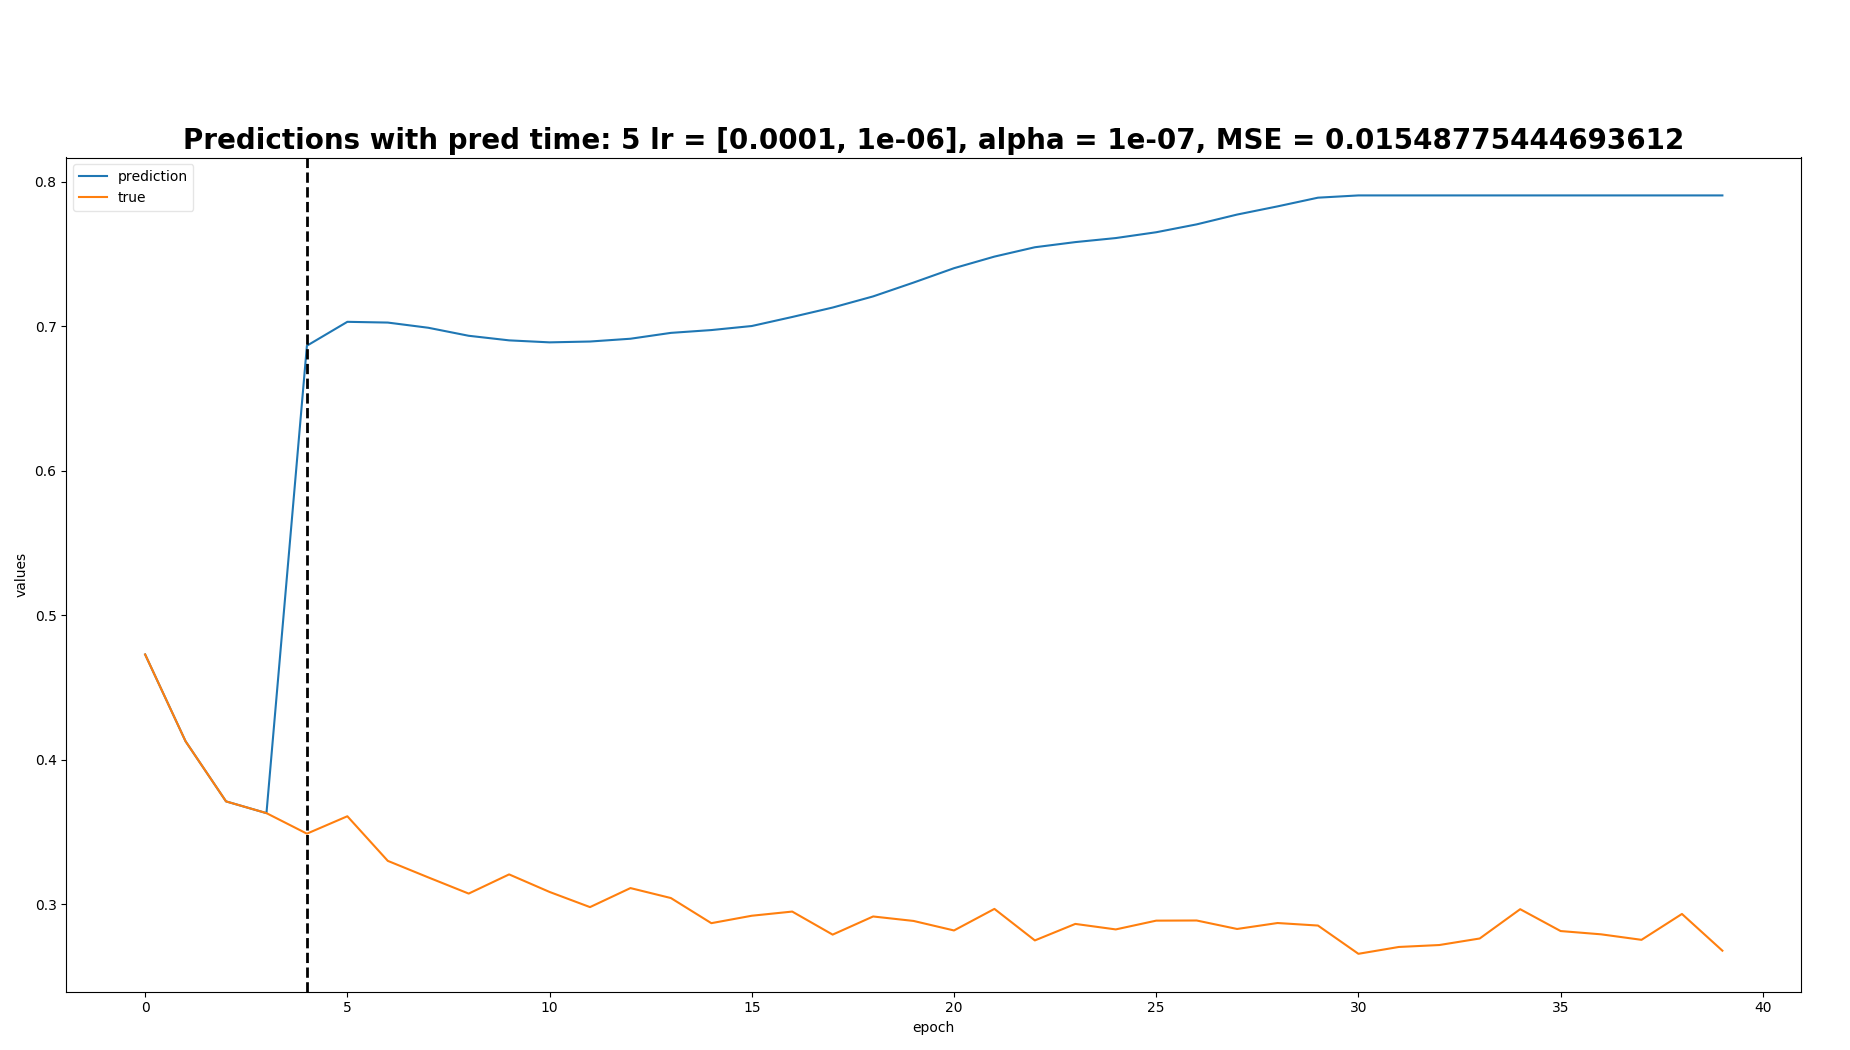 Predictions with pred time: 5 lr = [0.0001, 1e-06], alpha = 1e-07, MSE = 0.01548775444693612
prediction
true
0.8
0.7
0.6
0.5
0.4
0.3
values
0 5 10 15 20 25 30 35 40
epoch